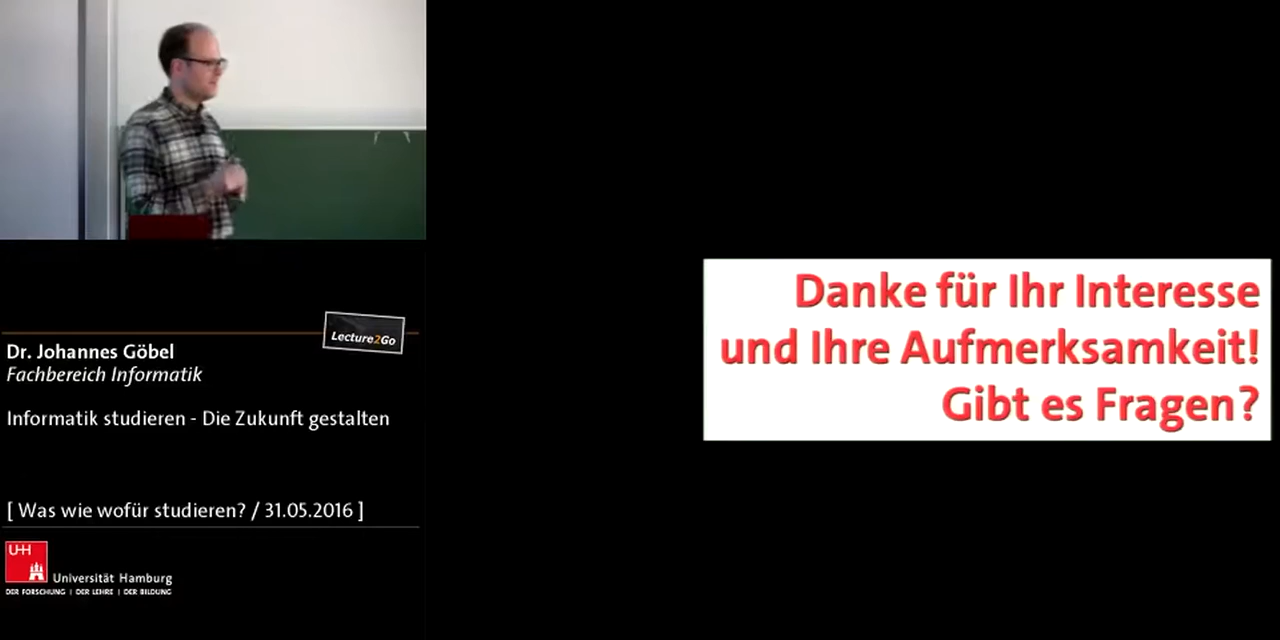 Lecture2Go
Dr. Johannes Göbel
Fachbereich Informatik
Informatik studieren - Die Zukunft gestalten
[ Was wie wofür studieren? / 31.05.2016 ]
UHH
Universität Hamburg
DER FORSCHUNG | DER LEHRE | DER BILDUNG
Danke für Ihr Interesse
und Ihre Aufmerksamkeit!
Gibt es Fragen?